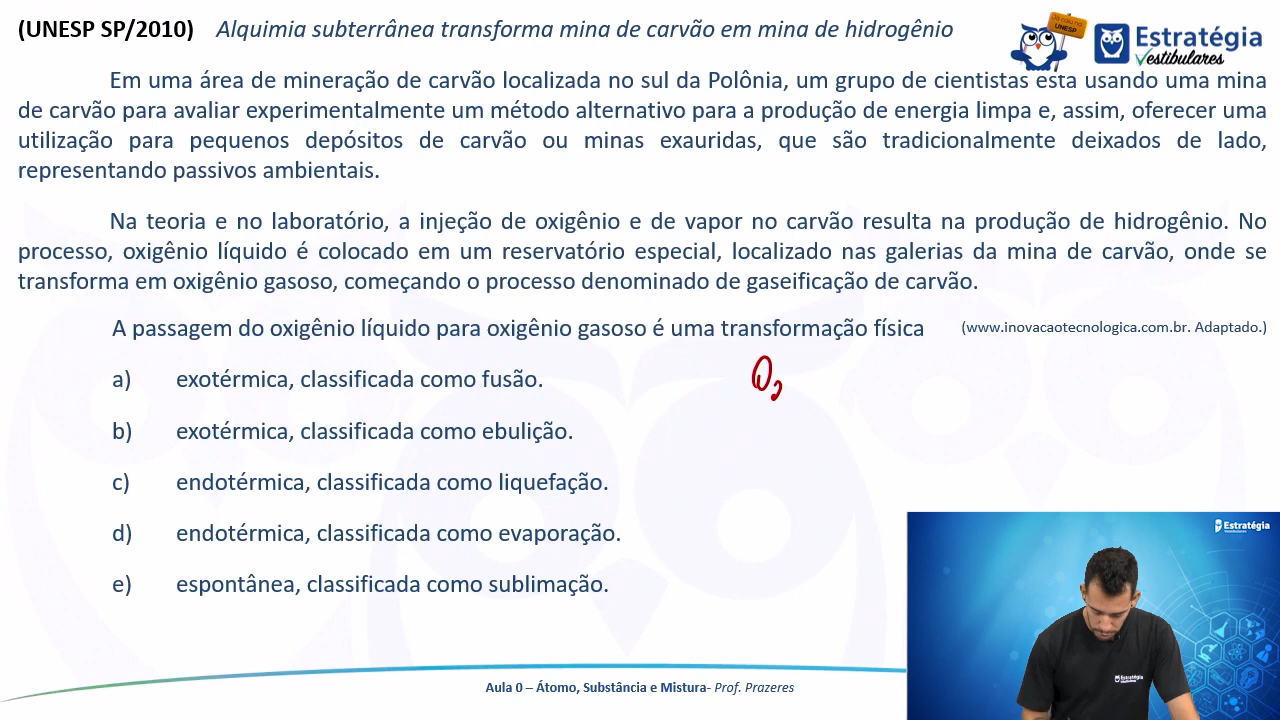 (UNESP SP/2010) Alquimia subterrânea transforma mina de carvão em mina de hidrogênio
Já caiu na
UNESP
Estratégia
Vestibulares
Em uma área de mineração de carvão localizada no sul da Polônia, um grupo de cientistas está usando uma mina
de carvão para avaliar experimentalmente um método alternativo para a produção de energia limpa e, assim, oferecer uma
utilização para pequenos depósitos de carvão ou minas exauridas, que são tradicionalmente deixados de lado,
representando passivos ambientais.
Na teoria e no laboratório, a injeção de oxigênio e de vapor no carvão resulta na produção de hidrogênio. No
processo, oxigênio líquido é colocado em um reservatório especial, localizado nas galerias da mina de carvão, onde se
transforma em oxigênio gasoso, começando o processo denominado de gaseificação de carvão.
A passagem do oxigênio líquido para oxigênio gasoso é uma transformação física (www.inovacaotecnologica.com.br. Adaptado.)
a) exotérmica, classificada como fusão.
O2
b) exotérmica, classificada como ebulição.
c) endotérmica, classificada como liquefação.
d) endotérmica, classificada como evaporação.
e) espontânea, classificada como sublimação.
Estratégia
Vestibulares
Estratégia
Aula 0 – Átomo, Substância e Mistura- Prof. Prazeres